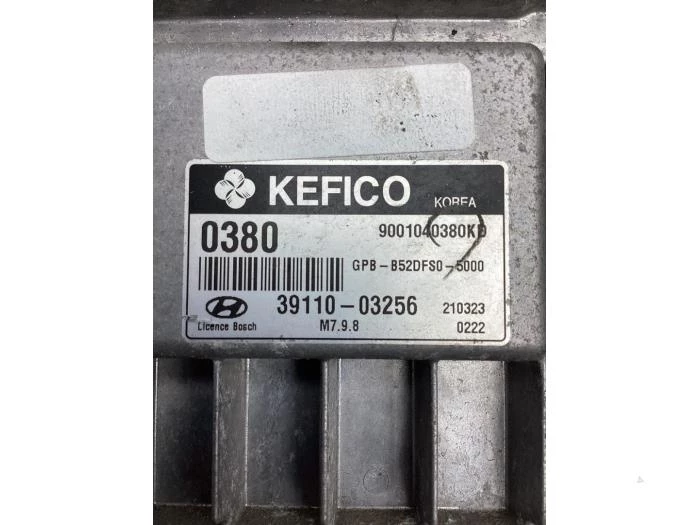 KEFICO
KOREA
0380
9001040380KD
GPB-B52DFS0-5000
39110-03256
210323
Licence Bosch
M7.9.8
0222